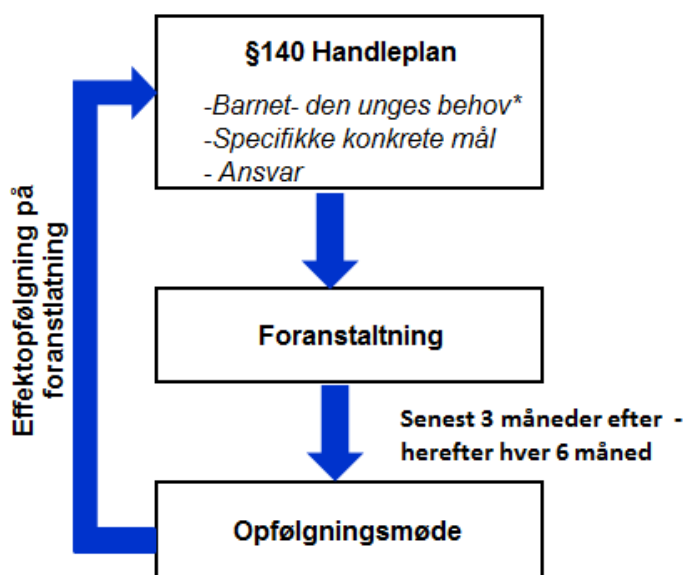 §140 Handleplan
-Barnet- den unges behov*
-Specifikke konkrete mål
- Ansvar
Effektopfølgning på
foranstlatning
Foranstaltning
Senest 3 måneder efter -
herefter hver 6 måned
Opfølgningsmøde